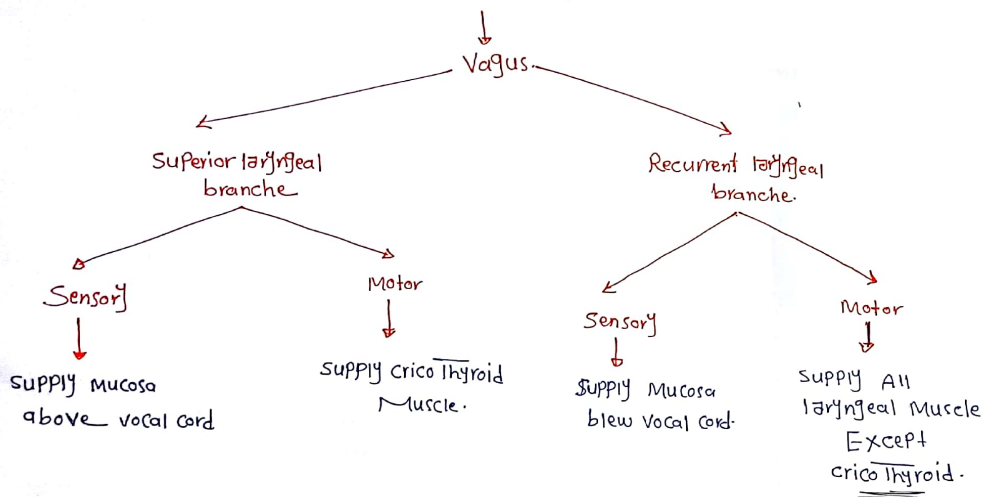 Vagus.
Superior laryngeal
branche
Recurrent laryngeal
branche.
Sensory
Motor
Sensory
Motor
Supply Mucosa
above vocal cord
Supply Crico Thyroid
Muscle.
Supply Mucosa
blew vocal cord.
Supply All
laryngeal Muscle
Except
crico Thyroid.